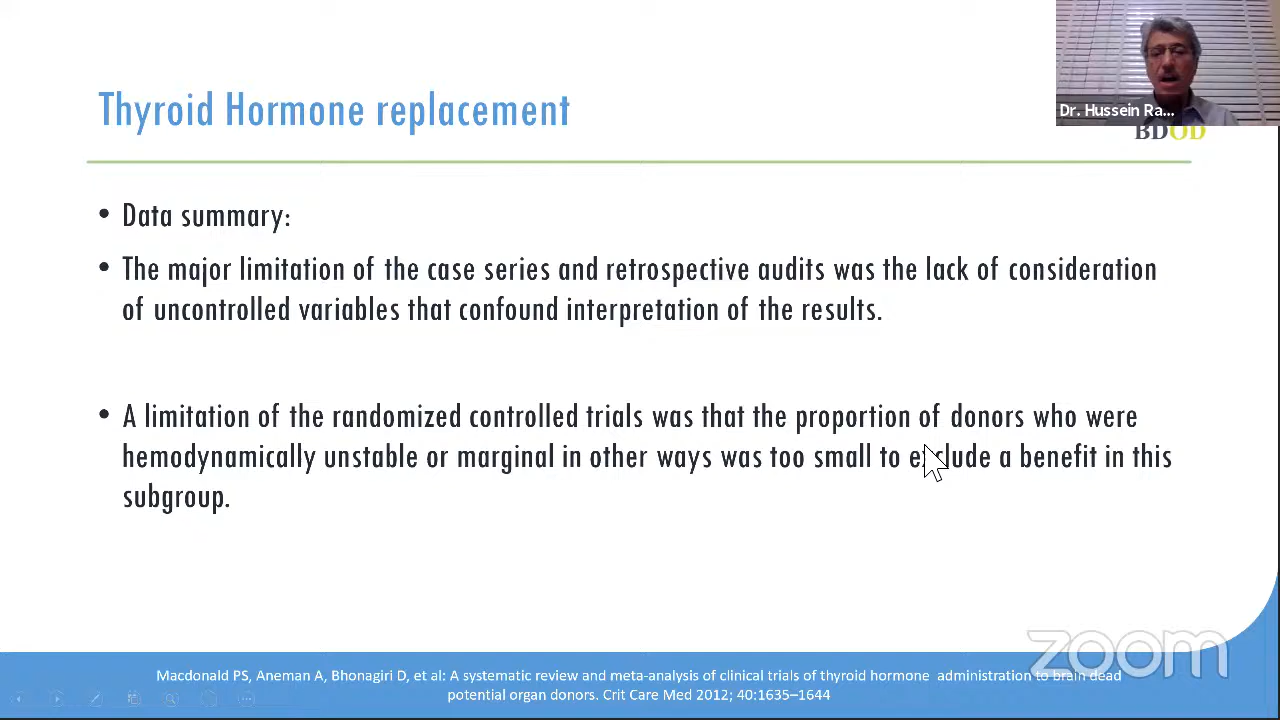 Dr. Hussein Ra...
BDOD
Thyroid Hormone replacement
• Data summary:
• The major limitation of the case series and retrospective audits was the lack of consideration
of uncontrolled variables that confound interpretation of the results.
• A limitation of the randomized controlled trials was that the proportion of donors who were
hemodynamically unstable or marginal in other ways was too small to exclude a benefit in this
subgroup.
zoom
Macdonald PS, Aneman A, Bhonagiri D, et al: A systematic review and meta-analysis of clinical trials of thyroid hormone administration to brain dead
potential organ donors. Crit Care Med 2012; 40:1635–1644